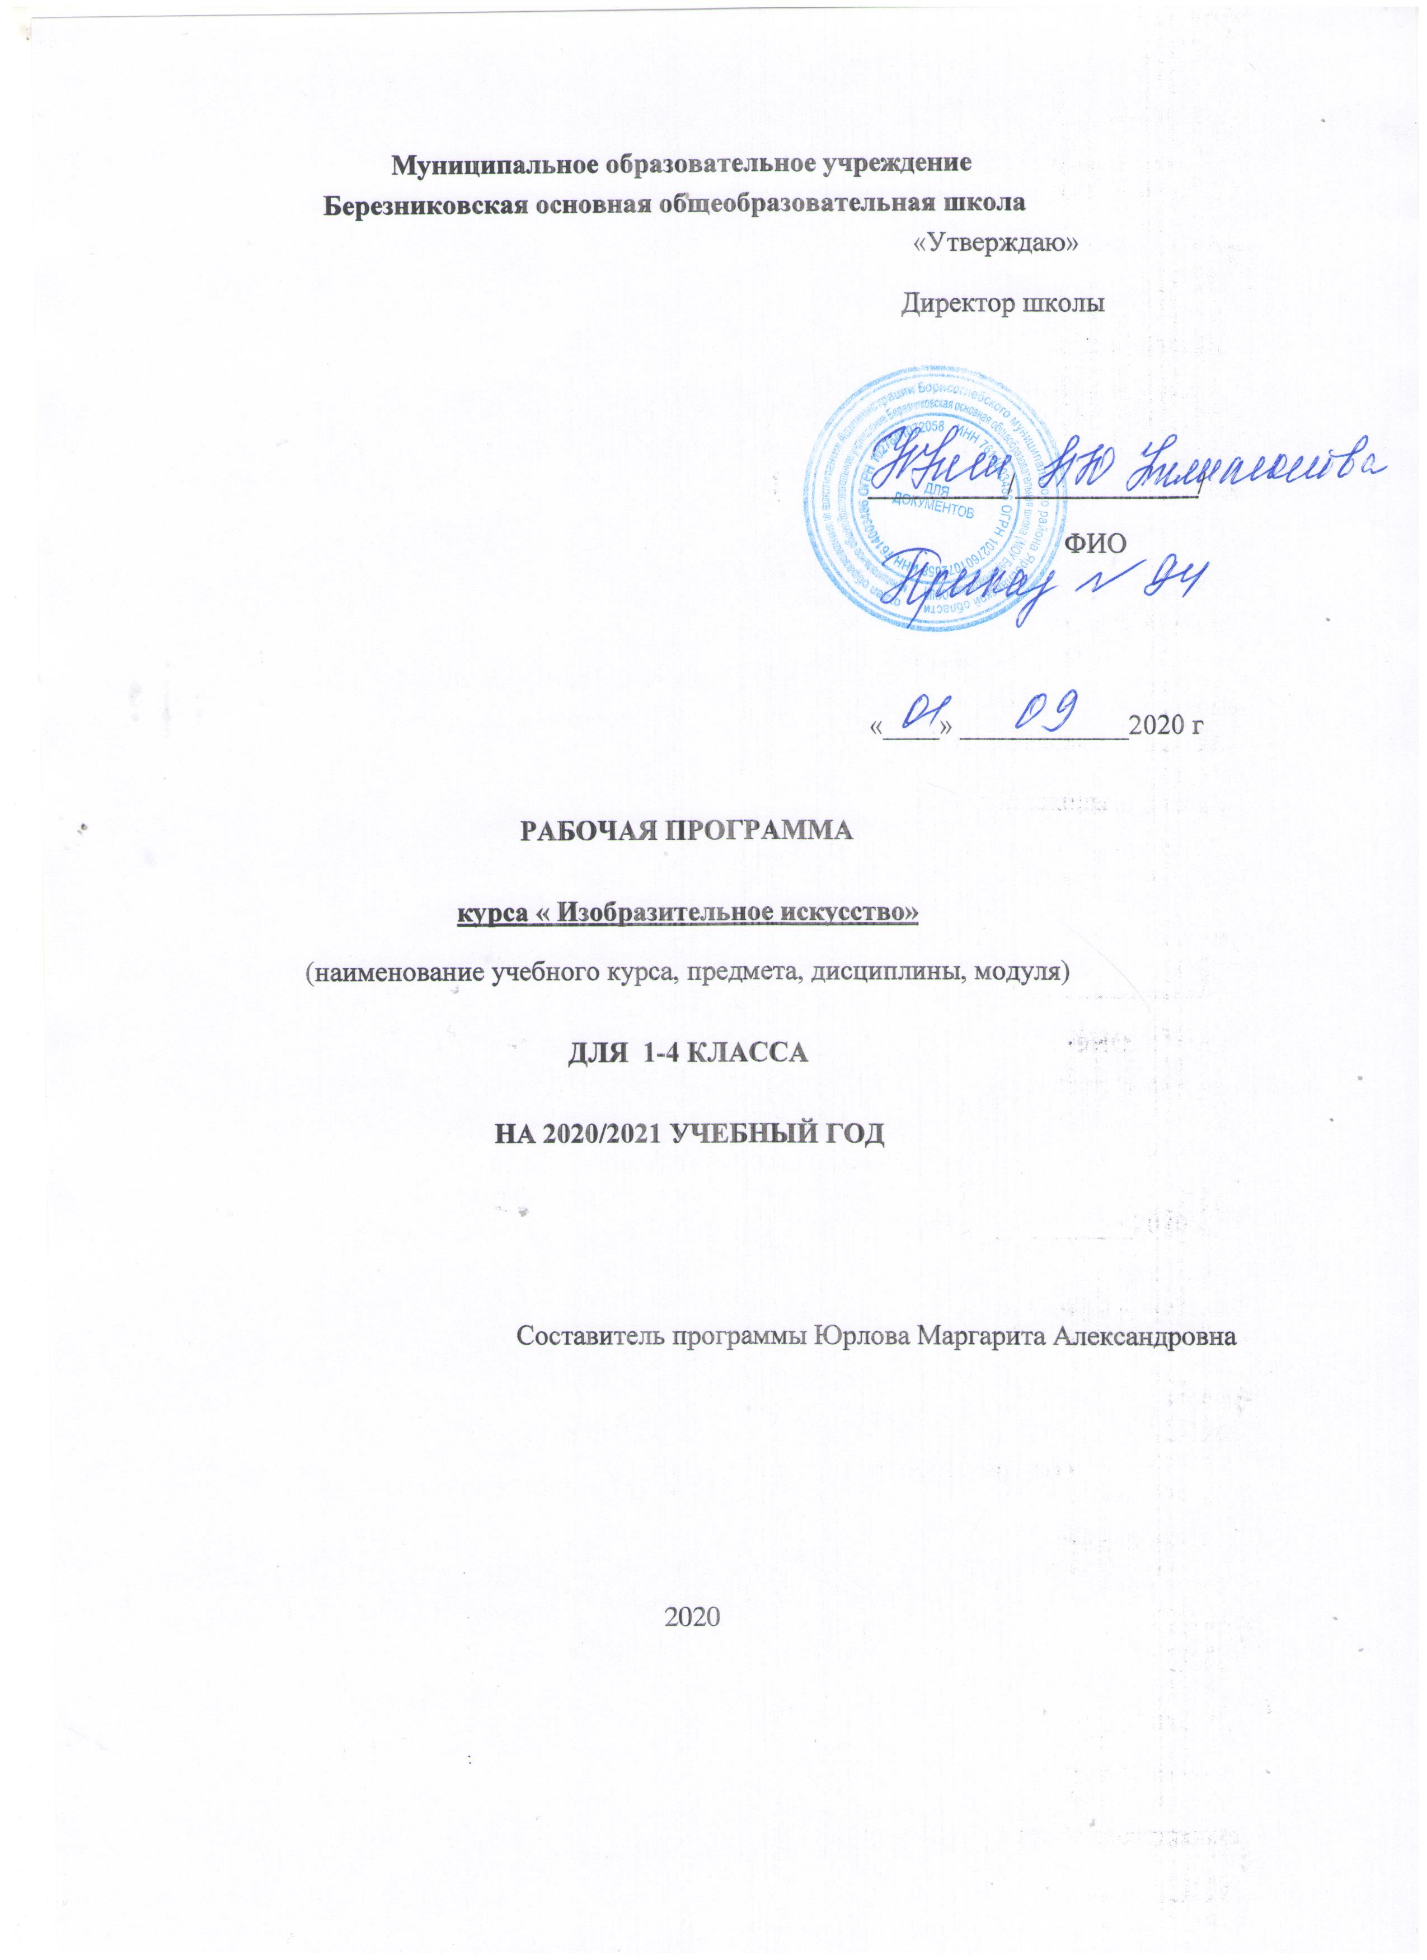 Муниципальное образовательное учреждение
Березниковская основная общеобразовательная школа
«Утверждаю»
Директор школы
ДЛЯ
ДОКУМЕНТОВ
/ НЮ /
ФИО
Приказ № 94
«01» 09 2020 г
РАБОЧАЯ ПРОГРАММА
курса « Изобразительное искусство»
(наименование учебного курса, предмета, дисциплины, модуля)
ДЛЯ 1-4 КЛАССА
НА 2020/2021 УЧЕБНЫЙ ГОД
Составитель программы Юрлова Маргарита Александровна
2020